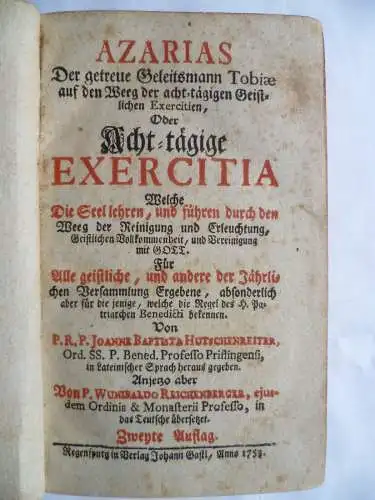 AZARIAS
Der getreue Geleitsmann Tobiæ
auf den Weeg der acht-tägigen Geist-
lichen Exercitien,
Oder
Acht-tägige
EXERCITIA
Welche
Die Seel lehren, und führen durch den
Weeg der Reinigung und Erleuchtung,
Geistlichen Vollkommenheit, und Vereinigung
mit GOTT.
Für
Alle geistliche, und andere der Jährli-
chen Versammlung Ergebene, absonderlich
aber für die jenige, welche die Regel des H. Pa-
triarchen Benedicti bekennen.
Von
P. R. P. JOANNE BAPTISTA HUTSCHENREITER,
Ord. SS. P. Bened. Professo Priflingensi,
in Lateinischer Sprach heraus gegeben.
Anjetzo aber
Von P. WUNIBALDO REICHENBERGER, ejus-
dem Ordinis & Monasterii Professo, in
das Teutsche übersetzet.
Zweyte Auflag.
Regenspurg in Verlag Johann Gastl, Anno